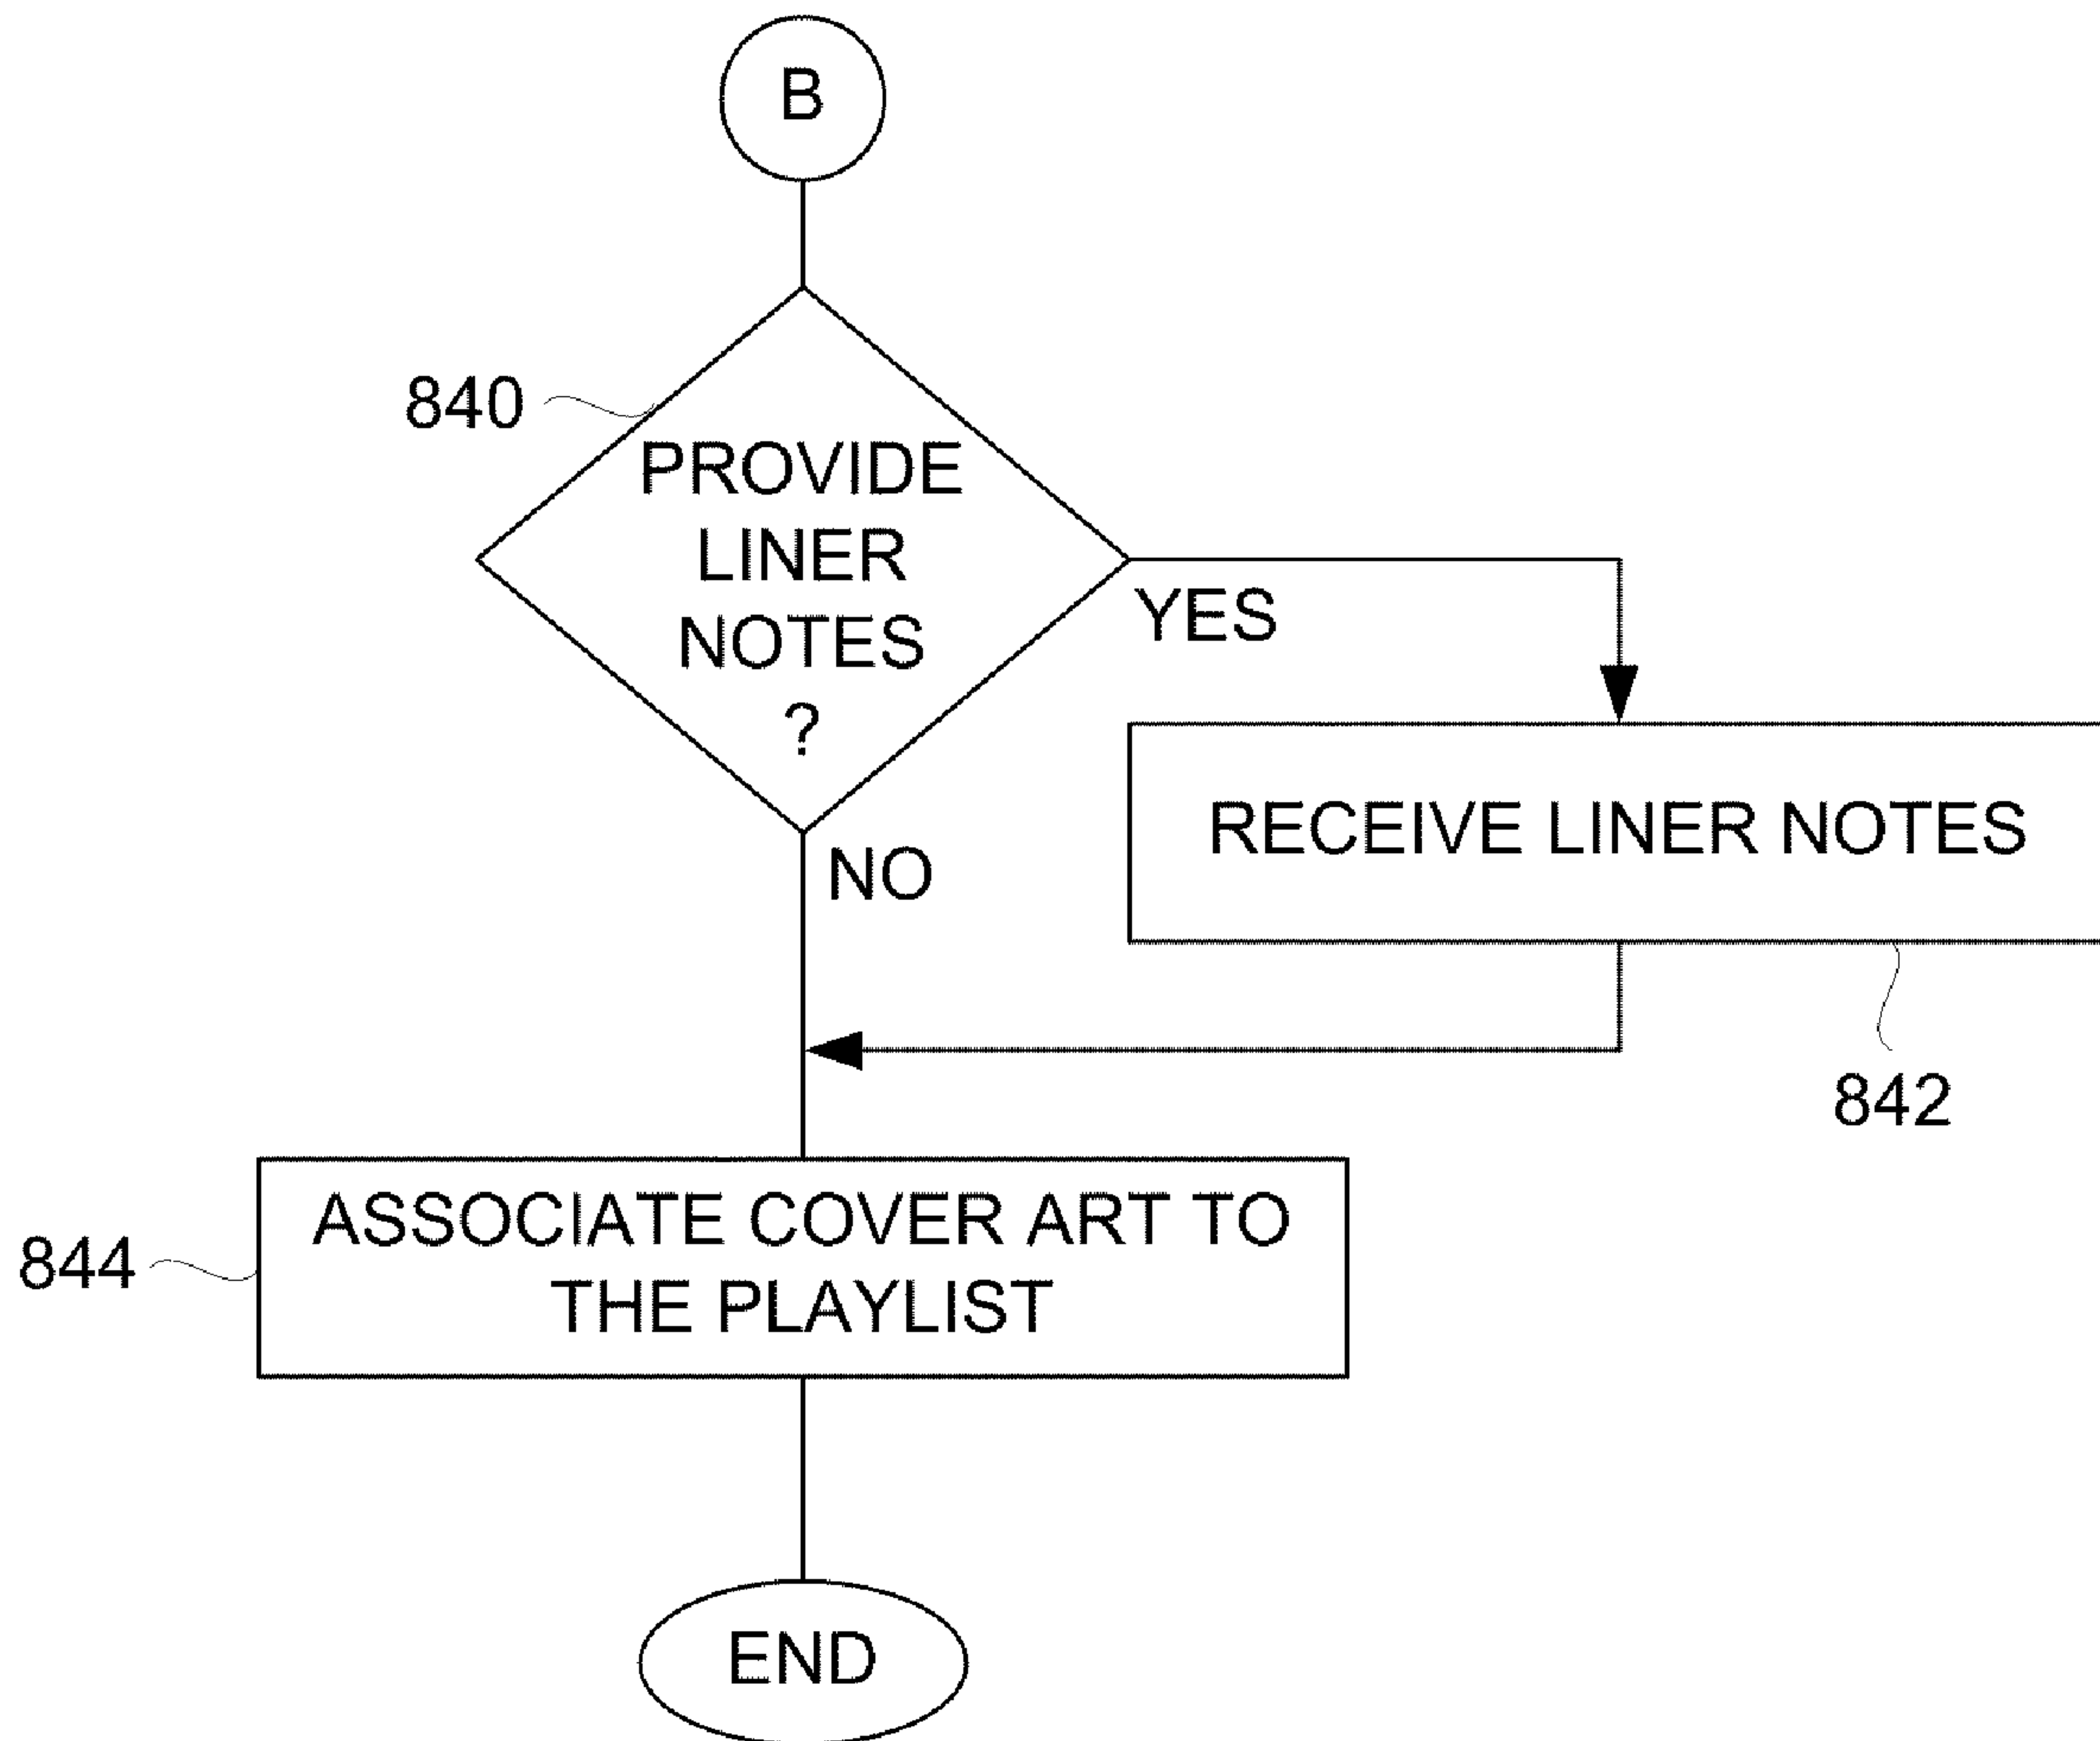 B
840
PROVIDE
LINER
NOTES
?
YES
RECEIVE LINER NOTES
NO
842
ASSOCIATE COVER ART TO
THE PLAYLIST
844
END